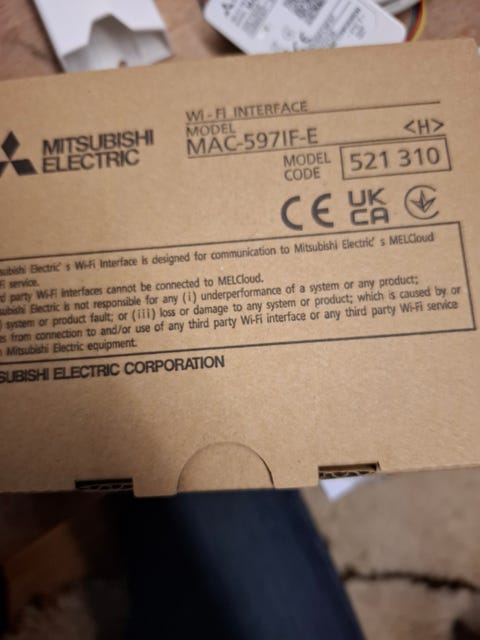 MITSUBISHI
ELECTRIC
WI-FI INTERFACE
MODEL
MAC-597IF-E <H>
MODEL
CODE
521 310
CE
UK
CA
Electric's Wi-Fi Interface is designed for communication to Mitsubishi Electric's MELCloud
service.
party Wi-Fi interfaces cannot be connected to MELCloud.
Electric is not responsible for any (i) underperformance of a system or any product;
system or product fault; or (iii) loss or damage to any system or product; which is caused by or
from connection to and/or use of any third party Wi-Fi interface or any third party Wi-Fi service
Mitsubishi Electric equipment.
ELECTRIC CORPORATION